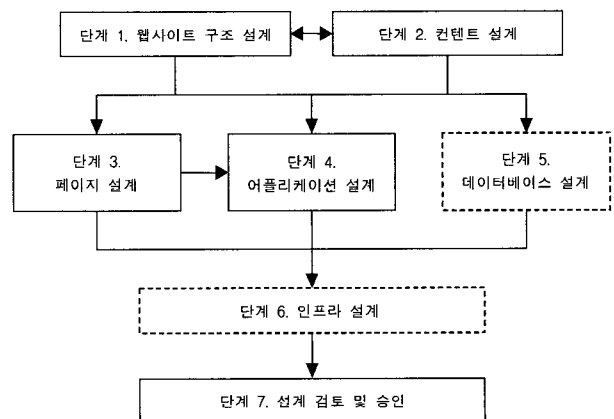 단계 1. 웹사이트 구조 설계
단계 2. 컨텐트 설계
단계 3.
페이지 설계
단계 4.
어플리케이션 설계
단계 5.
데이터베이스 설계
단계 6. 인프라 설계
단계 7. 설계 검토 및 승인